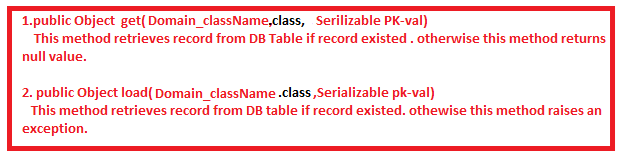 1.public Object get( Domain_className,class, Serilizable PK-val)
This method retrieves record from DB Table if record existed . otherwise this method returns
null value.
2. public Object load( Domain_className .class ,Serializable pk-val)
This method retrieves record from DB table if record existed. othewise this method raises an
exception.